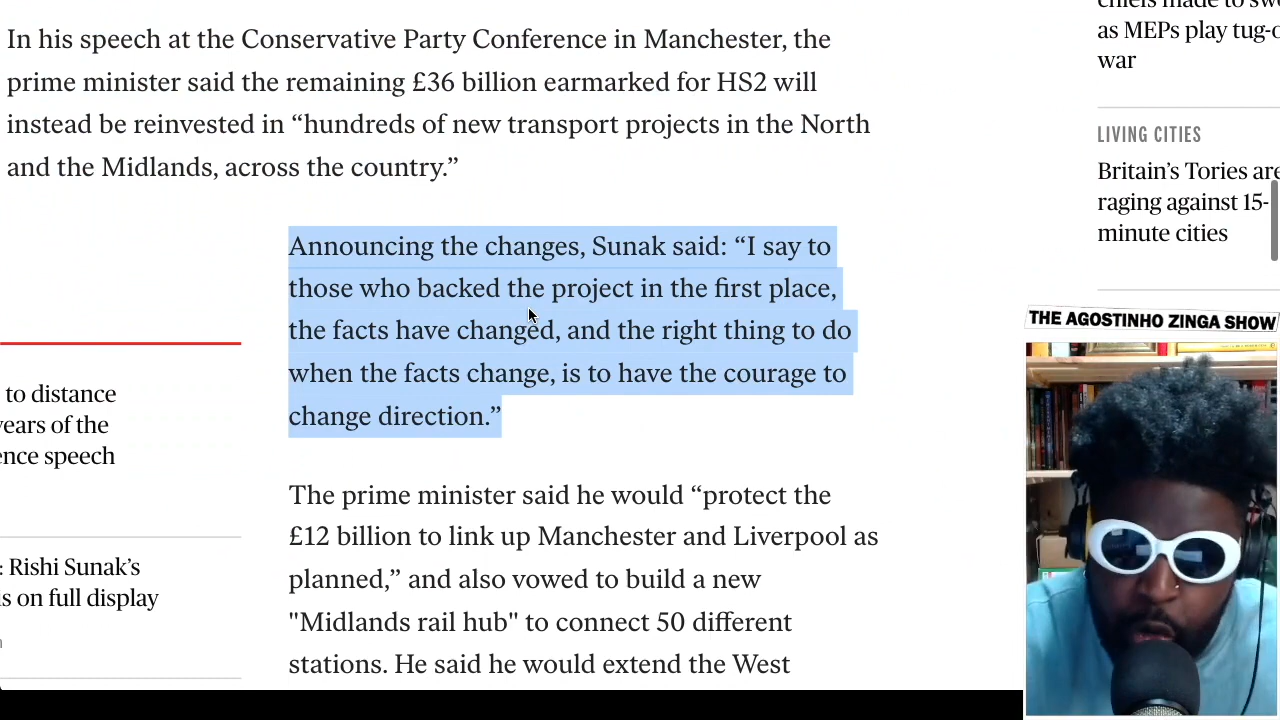 In his speech at the Conservative Party Conference in Manchester, the
prime minister said the remaining £36 billion earmarked for HS2 will
instead be reinvested in “hundreds of new transport projects in the North
and the Midlands, across the country.”
Announcing the changes, Sunak said: “I say to
those who backed the project in the first place,
the facts have changed, and the right thing to do
when the facts change, is to have the courage to
change direction.”
The prime minister said he would “protect the
£12 billion to link up Manchester and Liverpool as
planned,” and also vowed to build a new
"Midlands rail hub" to connect 50 different
stations. He said he would extend the West
to distance
years of the
ence speech
: Rishi Sunak’s
s on full display
as MEPs play tug-o
war
LIVING CITIES
Britain’s Tories are
raging against 15-
minute cities
THE AGOSTINHO ZINGA SHOW